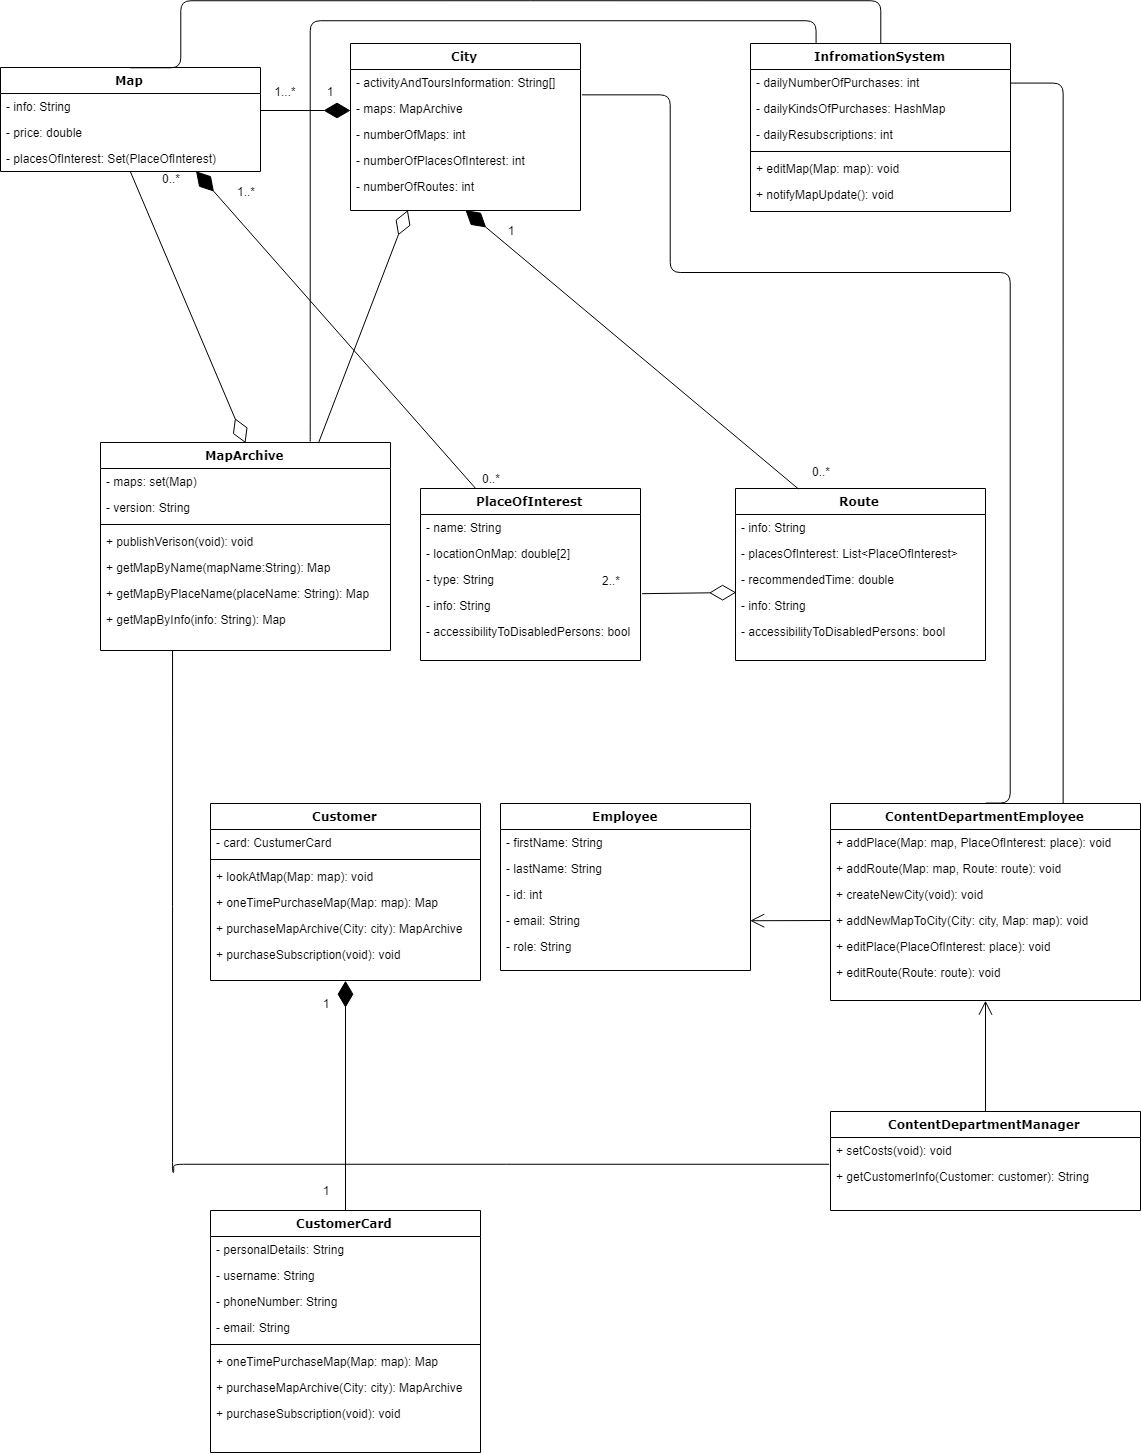 Map
- info: String
- price: double
- placesOfInterest: Set(PlaceOfInterest)
1...*
1
City
- activityAndToursInformation: String[]
- maps: MapArchive
- numberOfMaps: int
- numberOfPlacesOfInterest: int
- numberOfRoutes: int
InfromationSystem
- dailyNumberOfPurchases: int
- dailyKindsOfPurchases: HashMap
- dailyResubscriptions: int
+ editMap(Map: map): void
+ notifyMapUpdate(): void
0..*
1..*
1
MapArchive
- maps: set(Map)
- version: String
+ publishVerison(void): void
+ getMapByName(mapName:String): Map
+ getMapByPlaceName(placeName: String): Map
+ getMapByInfo(info: String): Map
0..*
PlaceOfInterest
- name: String
- locationOnMap: double[2]
- type: String
- info: String
- accessibilityToDisabledPersons: bool
2..*
0..*
Route
- info: String
- placesOfInterest: List<PlaceOfInterest>
- recommendedTime: double
- info: String
- accessibilityToDisabledPersons: bool
Customer
- card: CustumerCard
+ lookAtMap(Map: map): void
+ oneTimePurchaseMap(Map: map): Map
+ purchaseMapArchive(City: city): MapArchive
+ purchaseSubscription(void): void
Employee
- firstName: String
- lastName: String
- id: int
- email: String
- role: String
ContentDepartmentEmployee
+ addPlace(Map: map, PlaceOfInterest: place): void
+ addRoute(Map: map, Route: route): void
+ createNewCity(void): void
+ addNewMapToCity(City: city, Map: map): void
+ editPlace(PlaceOfInterest: place): void
+ editRoute(Route: route): void
1
ContentDepartmentManager
+ setCosts(void): void
+ getCustomerInfo(Customer: customer): String
1
CustomerCard
- personalDetails: String
- username: String
- phoneNumber: String
- email: String
+ oneTimePurchaseMap(Map: map): Map
+ purchaseMapArchive(City: city): MapArchive
+ purchaseSubscription(void): void